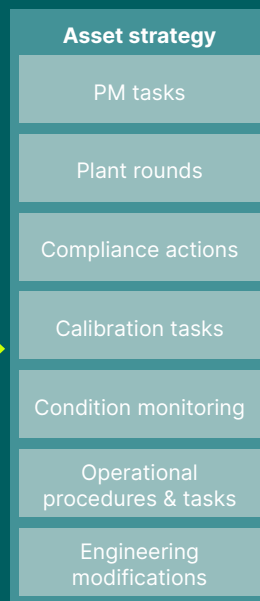 Asset strategy
PM tasks
Plant rounds
Compliance actions
Calibration tasks
Condition monitoring
Operational
procedures & tasks
Engineering
modifications